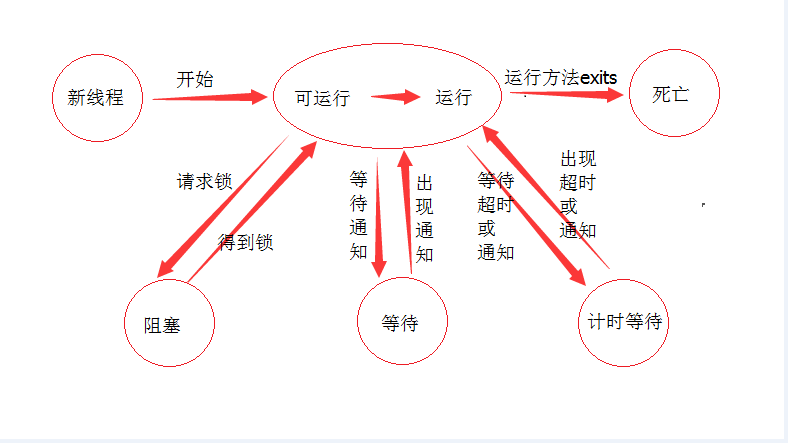 新线程
开始
可运行
运行
运行方法exits
死亡
请求锁
得到锁
等
待
通
知
出
现
通
知
等待
超时
或
通知
出现
超时
或
通知
阻塞
等待
计时等待